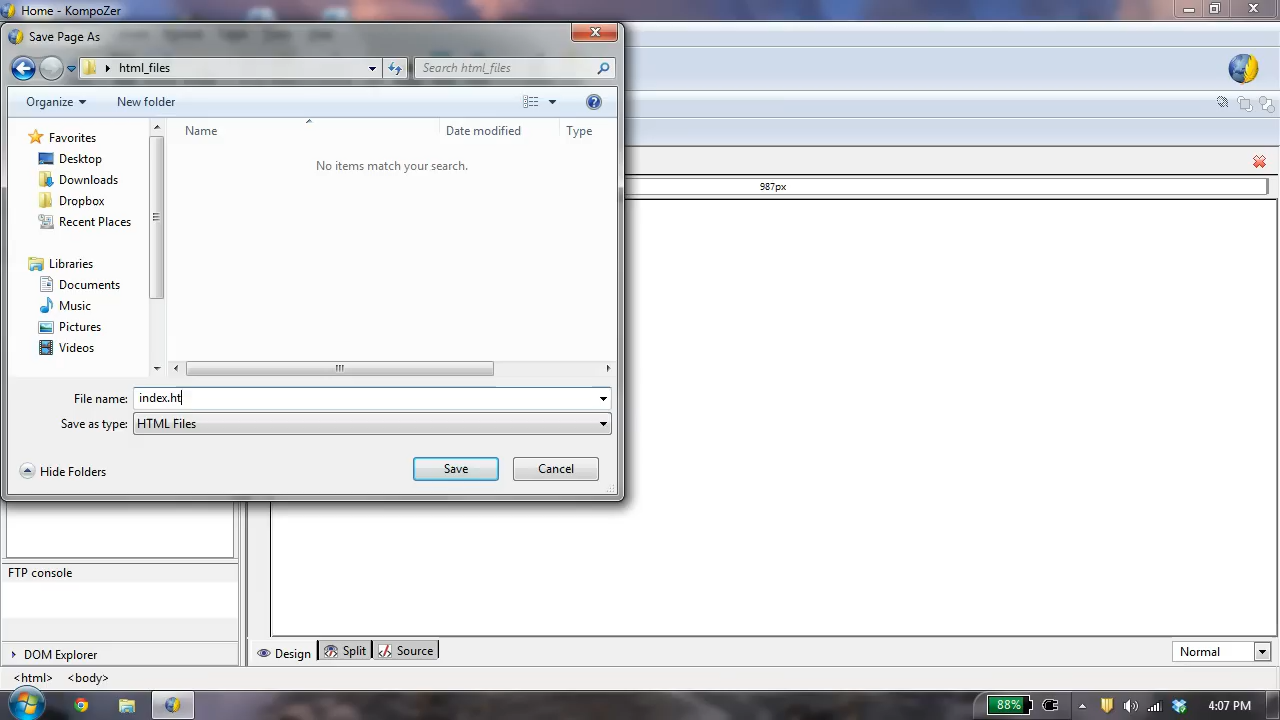 Home - KompoZer
Save Page As
html_files
Search html_files
Organize
New folder
Name
Date modified
Type
No items match your search.
Favorites
Desktop
Downloads
Dropbox
Recent Places
Libraries
Documents
Music
Pictures
Videos
File name:
index.ht
Save as type:
HTML Files
Hide Folders
Save
Cancel
987px
FTP console
DOM Explorer
Design
Split
Source
Normal
<html>
<body>
88%
4:07 PM